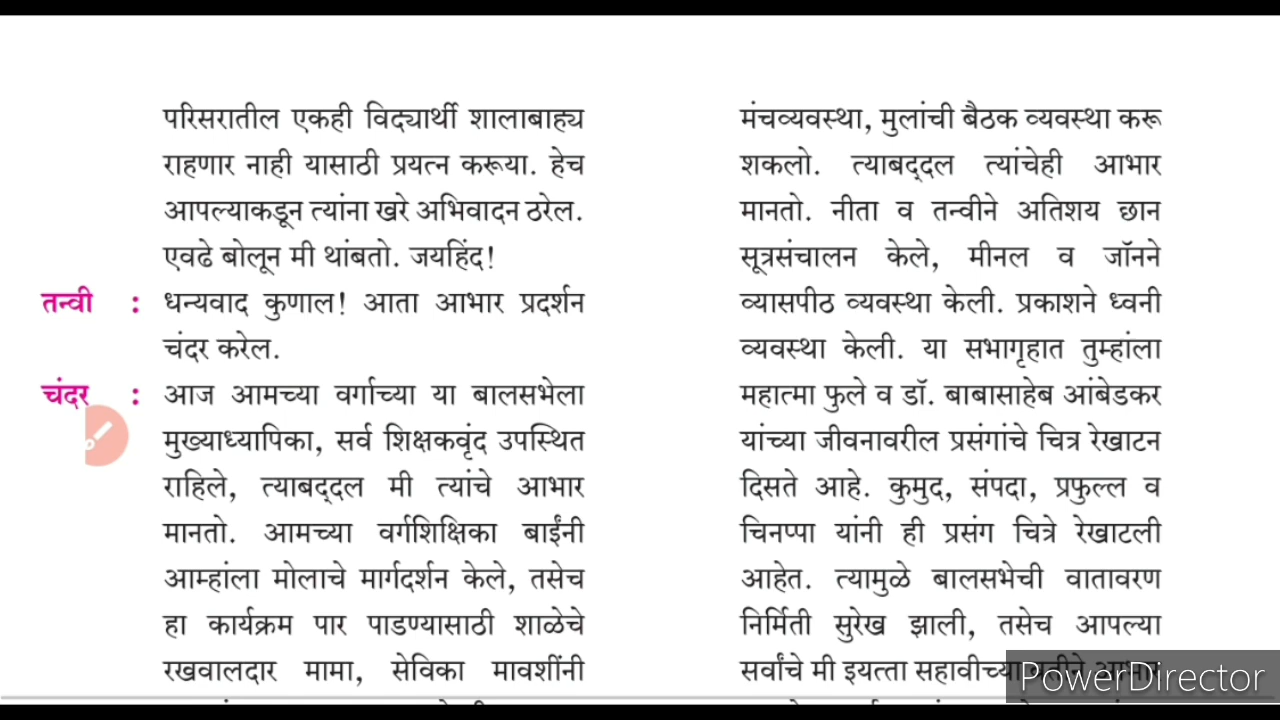 परिसरातील एकही विद्यार्थी शालाबाह्य
राहणार नाही यासाठी प्रयत्न करूया. हेच
आपल्याकडून त्यांना खरे अभिवादन ठरेल.
एवढे बोलून मी थांबतो. जयहिंद!
तन्वी : धन्यवाद कुणाल! आता आभार प्रदर्शन
चंदर करेल.
चंदर : आज आमच्या वर्गाच्या या बालसभेला
मुख्याध्यापिका, सर्व शिक्षकवृंद उपस्थित
राहिले, त्याबद्‌दल मी त्यांचे आभार
मानतो. आमच्या वर्गशिक्षिका बाईंनी
आम्हांला मोलाचे मार्गदर्शन केले, तसेच
हा कार्यक्रम पार पाडण्यासाठी शाळेचे
रखवालदार मामा, सेविका मावशींनी
मंचव्यवस्था, मुलांची बैठक व्यवस्था करू
शकलो. त्याबद्‌दल त्यांचेही आभार
मानतो. नीता व तन्वीने अतिशय छान
सूत्रसंचालन केले, मीनल व जॉनने
व्यासपीठ व्यवस्था केली. प्रकाशने ध्वनी
व्यवस्था केली. या सभागृहात तुम्हांला
महात्मा फुले व डॉ. बाबासाहेब आंबेडकर
यांच्या जीवनावरील प्रसंगांचे चित्र रेखाटन
दिसते आहे. कुमुद, संपदा, प्रफुल्ल व
चिनप्पा यांनी ही प्रसंग चित्रे रेखाटली
आहेत. त्यामुळे बालसभेची वातावरण
निर्मिती सुरेख झाली, तसेच आपल्या
सर्वांचे मी इयत्ता सहावीच्या वतीने आभार
PowerDirector